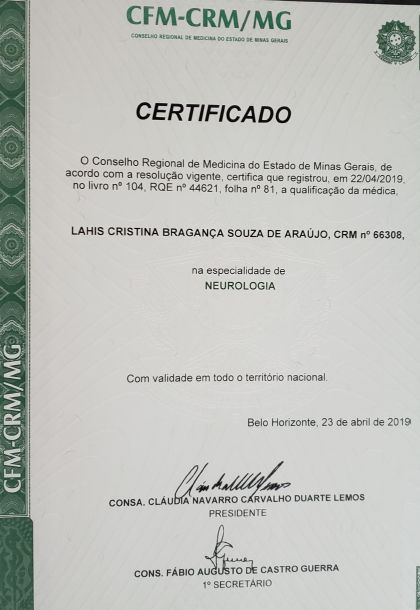 CFM-CRM/MG
CONSELHO REGIONAL DE MEDICINA DO ESTADO DE MINAS GERAIS
CERTIFICADO
O Conselho Regional de Medicina do Estado de Minas Gerais, de
acordo com a resolução vigente, certifica que registrou, em 22/04/2019,
no livro nº 104, RQE nº 44621, folha nº 81, a qualificação da médica,
LAHIS CRISTINA BRAGANÇA SOUZA DE ARAÚJO, CRM nº 66308,
na especialidade de
NEUROLOGIA
Com validade em todo o território nacional.
Belo Horizonte, 23 de abril de 2019
CONSA. CLÁUDIA NAVARRO CARVALHO DUARTE LEMOS
PRESIDENTE
CONS. FÁBIO AUGUSTO DE CASTRO GUERRA
1º SECRETÁRIO
CFM-CRM/MG